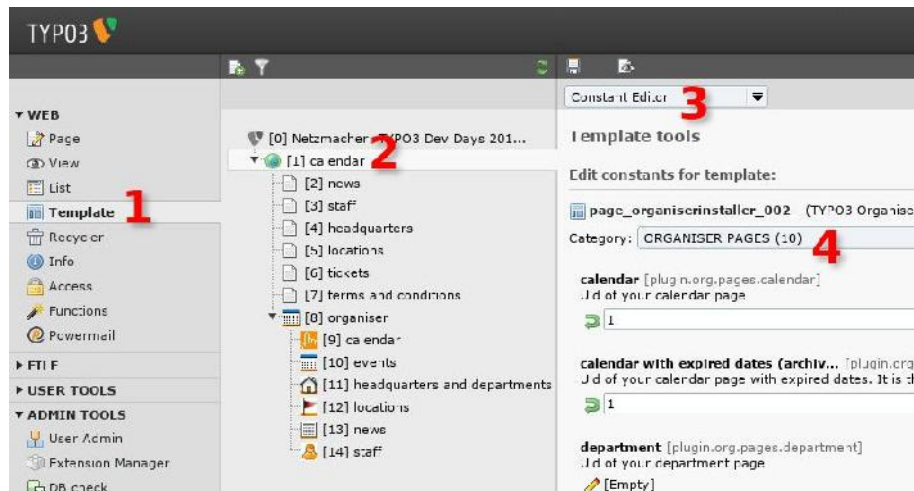 TYPO3
WEB
Page
View
List
Template
Recycler
Info
Access
Functions
Powermail
FILE
USER TOOLS
ADMIN TOOLS
User Admin
Extension Manager
DB check
1
[0] Netzmacher - TYPO3 Dev Days 201...
[1] calendar
2
[2] news
[3] staff
[4] headquarters
[5] locations
[6] tickets
[7] terms and conditions
[8] organiser
[9] calendar
[10] events
[11] headquarters and departments
[12] locations
[13] news
[14] staff
Constant Editor
3
Template tools
Edit constants for template:
page_organiserinstaller_002 (TYPO3 Organise
Category: ORGANISER PAGES (10)
4
calendar [plugin.org.pages.calendar]
Uid of your calendar page
1
calendar with expired dates (archiv... [plugin.org
Uid of your calendar page with expired dates. It is th
1
department [plugin.org.pages.department]
Uid of your department page
[Empty]